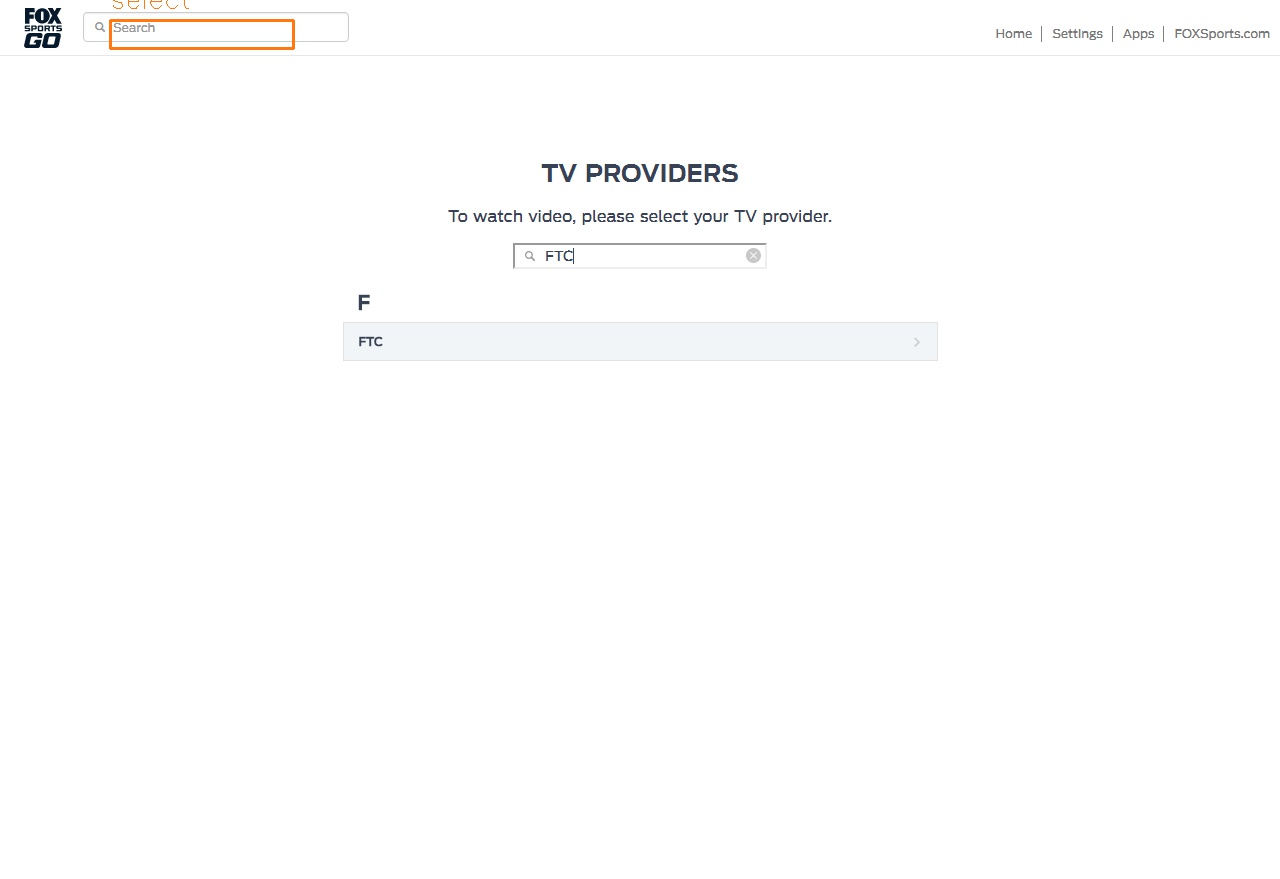 select
FOX
SPORTS
GO
Search
Home
Settings
Apps
FOXSports.com
TV PROVIDERS
To watch video, please select your TV provider.
FTC
F
FTC